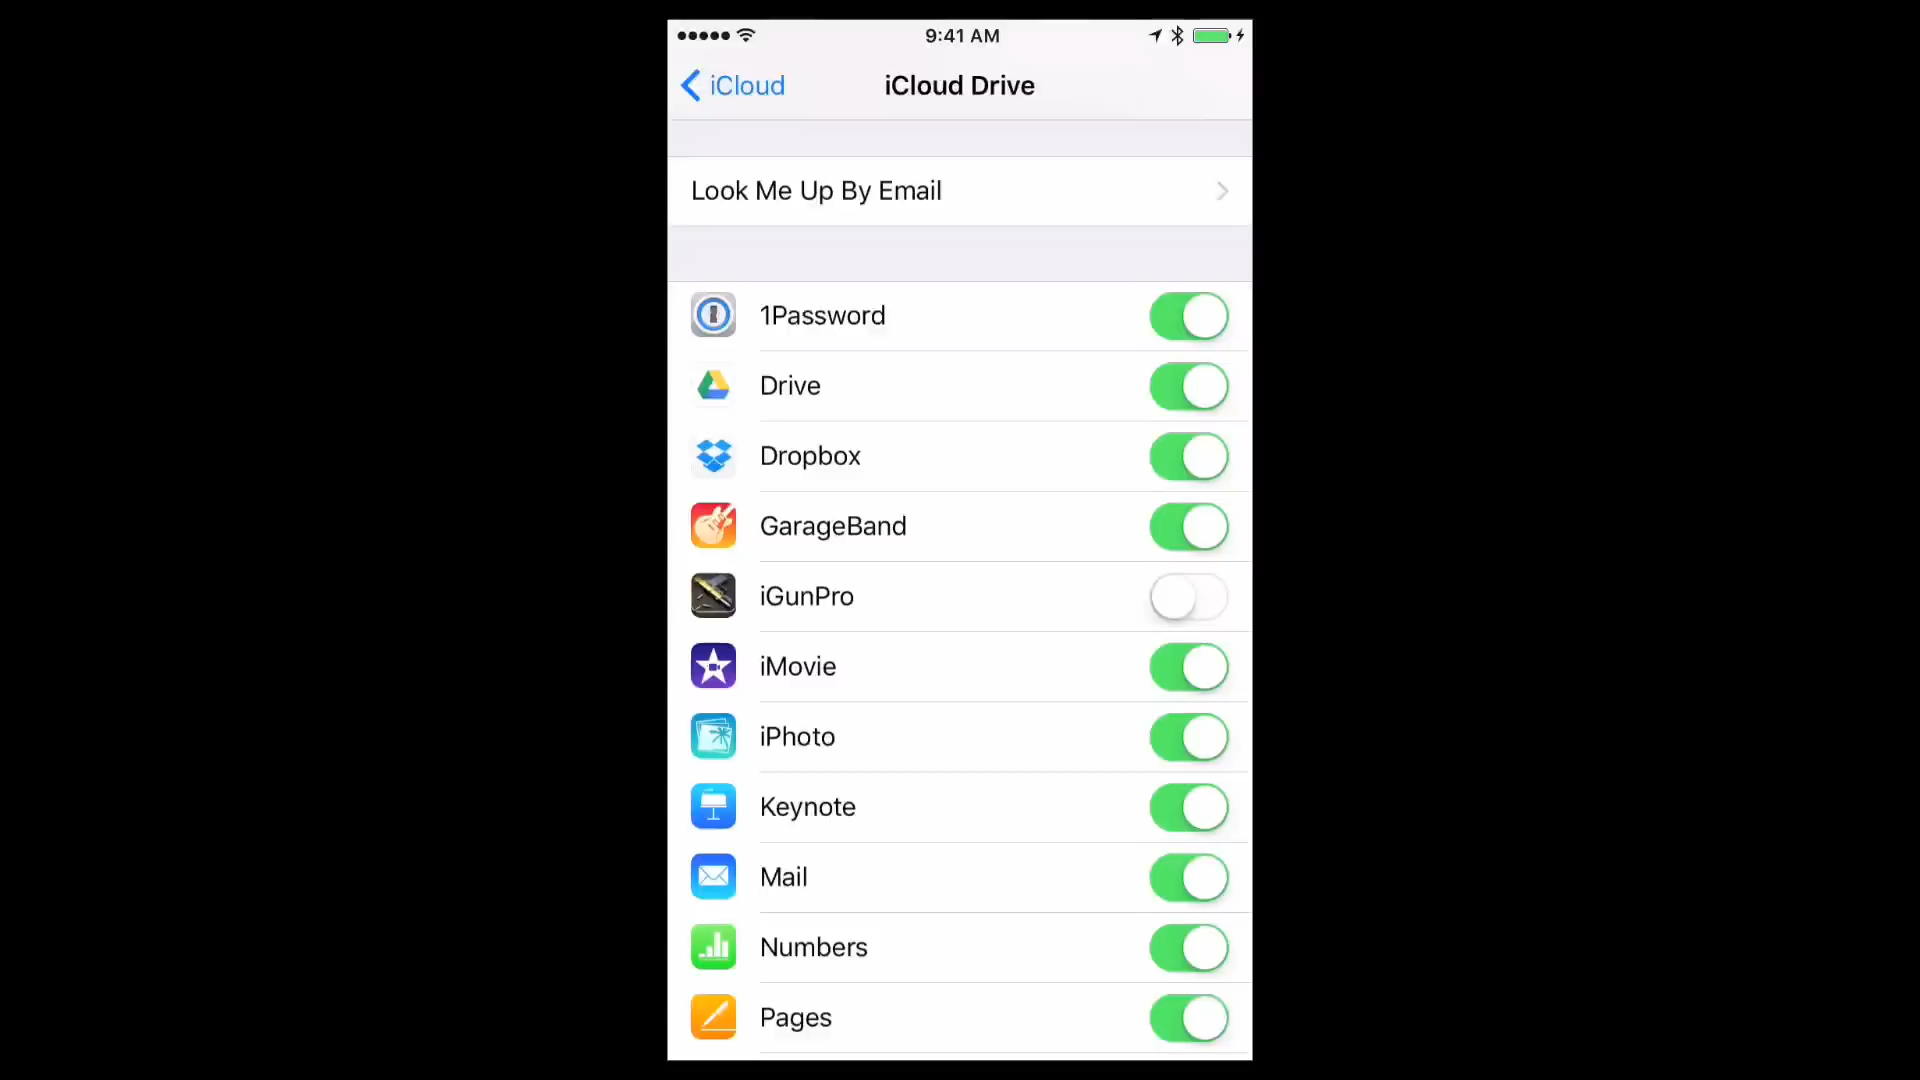 9:41 AM
iCloud
iCloud Drive
Look Me Up By Email
1Password
Drive
Dropbox
GarageBand
iGunPro
iMovie
iPhoto
Keynote
Mail
Numbers
Pages